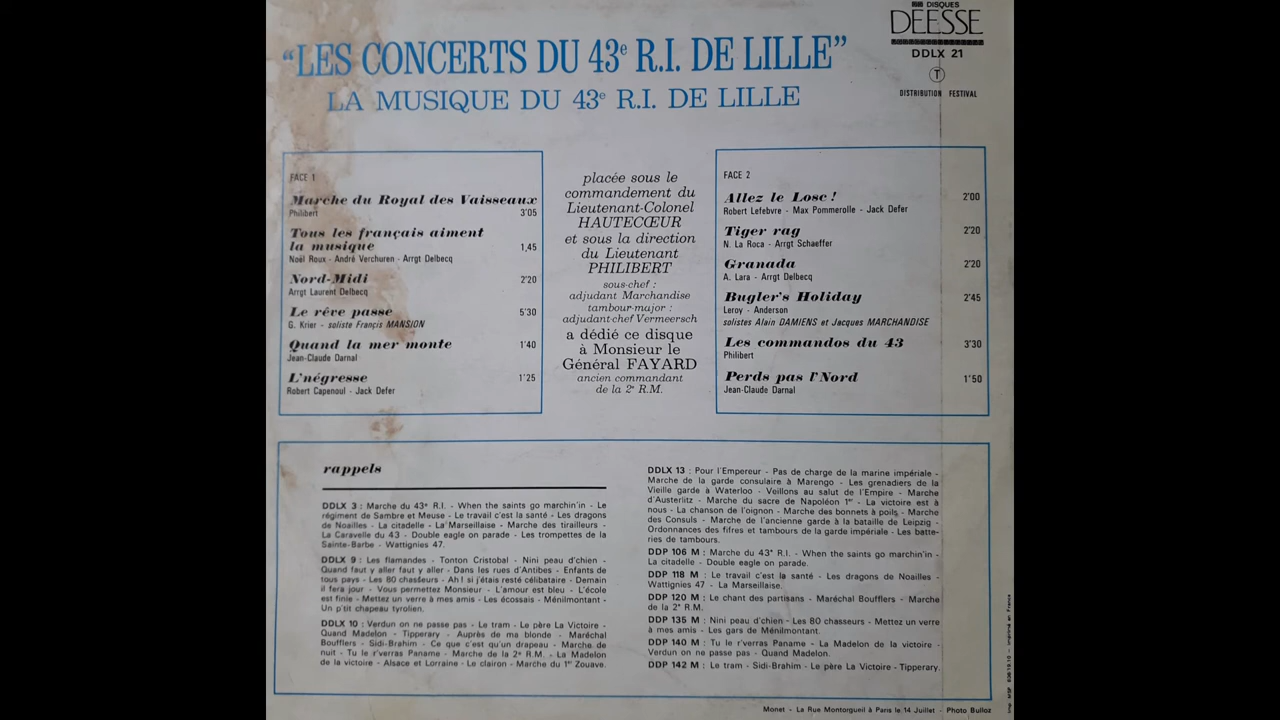 DISQUES
DEESSE
DDLX 21
T
DISTRIBUTION FESTIVAL
"LES CONCERTS DU 43e R.I. DE LILLE"
LA MUSIQUE DU 43e R.I. DE LILLE
FACE 1
Marche du Royal des Vaisseaux
Philibert 3'05
Tous les français aiment
la musique 1,45
Noël Roux - André Verchuren - Arrgt Delbecq
Nord-Midi 2'20
Arrgt Laurent Delbecq
Le rêve passe 5'30
G. Krier - soliste Françis MANSION
Quand la mer monte 1'40
Jean-Claude Darnal
L'négresse 1'25
Robert Capenoul - Jack Defer
placée sous le
commandement du
Lieutenant-Colonel
HAUTECŒUR
et sous la direction
du Lieutenant
PHILIBERT
sous-chef :
adjudant Marchandise
tambour-major :
adjudant-chef Vermeersch
a dédié ce disque
à Monsieur le
Général FAYARD
ancien commandant
de la 2e R.M.
FACE 2
Allez le Losc ! 2'00
Robert Lefebvre - Max Pommerolle - Jack Defer
Tiger rag 2'20
N. La Roca - Arrgt Schaeffer
Granada 2'20
A. Lara - Arrgt Delbecq
Bugler's Holiday 2'45
Leroy - Anderson
solistes Alain DAMIENS et Jacques MARCHANDISE
Les commandos du 43 3'30
Philibert
Perds pas l'Nord 1'50
Jean-Claude Darnal
rappels
DDLX 3 : Marche du 43e R.I. - When the saints go marchin'in - Le
régiment de Sambre et Meuse - Le travail c'est la santé - Les dragons
de Noailles - La citadelle - La Marseillaise - Marche des tirailleurs -
La Caravelle du 43 - Double eagle on parade - Les trompettes de la
Sainte-Barbe - Wattignies 47.
DDLX 9 : Les flamandes - Tonton Cristobal - Nini peau d'chien -
Quand faut y aller faut y aller - Dans les rues d'Antibes - Enfants de
tous pays - Les 80 chasseurs - Ah ! si j'étais resté célibataire - Demain
il fera jour - Vous permettez Monsieur - L'amour est bleu - L'école
est finie - Mettez un verre à mes amis - Les écossais - Ménilmontant -
Un p'tit chapeau tyrolien.
DDLX 10 : Verdun on ne passe pas - Le tram - Le père La Victoire -
Quand Madelon - Tipperary - Auprès de ma blonde - Maréchal
Boufflers - Sidi-Brahim - Ce que c'est qu'un drapeau - Marche de
nuit - Tu le r'verras Paname - Marche de la 2e R.M. - La Madelon
de la victoire - Alsace et Lorraine - Le clairon - Marche du 1er Zouave.
DDLX 13 : Pour l'Empereur - Pas de charge de la marine impériale -
Marche de la garde consulaire à Marengo - Les grenadiers de la
Vieille garde à Waterloo - Veillons au salut de l'Empire - Marche
d'Austerlitz - Marche du sacre de Napoléon 1er - La victoire est à
nous - La chanson de l'oignon - Marche des bonnets à poils - Marche
des Consuls - Marche de l'ancienne garde à la bataille de Leipzig -
Ordonnances des fifres et tambours de la garde impériale - Les batte-
ries de tambours.
DDP 106 M : Marche du 43e R.I. - When the saints go marchin'in -
La citadelle - Double eagle on parade.
DDP 118 M : Le travail c'est la santé - Les dragons de Noailles -
Wattignies 47 - La Marseillaise.
DDP 120 M : Le chant des partisans - Maréchal Boufflers - Marche
de la 2e R.M.
DDP 135 M : Nini peau d'chien - Les 80 chasseurs - Mettez un verre
à mes amis - Les gars de Ménilmontant.
DDP 140 M : Tu le r'verras Paname - La Madelon de la victoire -
Verdun on ne passe pas - Quand Madelon.
DDP 142 M : Le tram - Sidi-Brahim - Le père La Victoire - Tipperary.
Monet - La Rue Montorgueil à Paris le 14 Juillet - Photo Bulloz
Imprimé en France